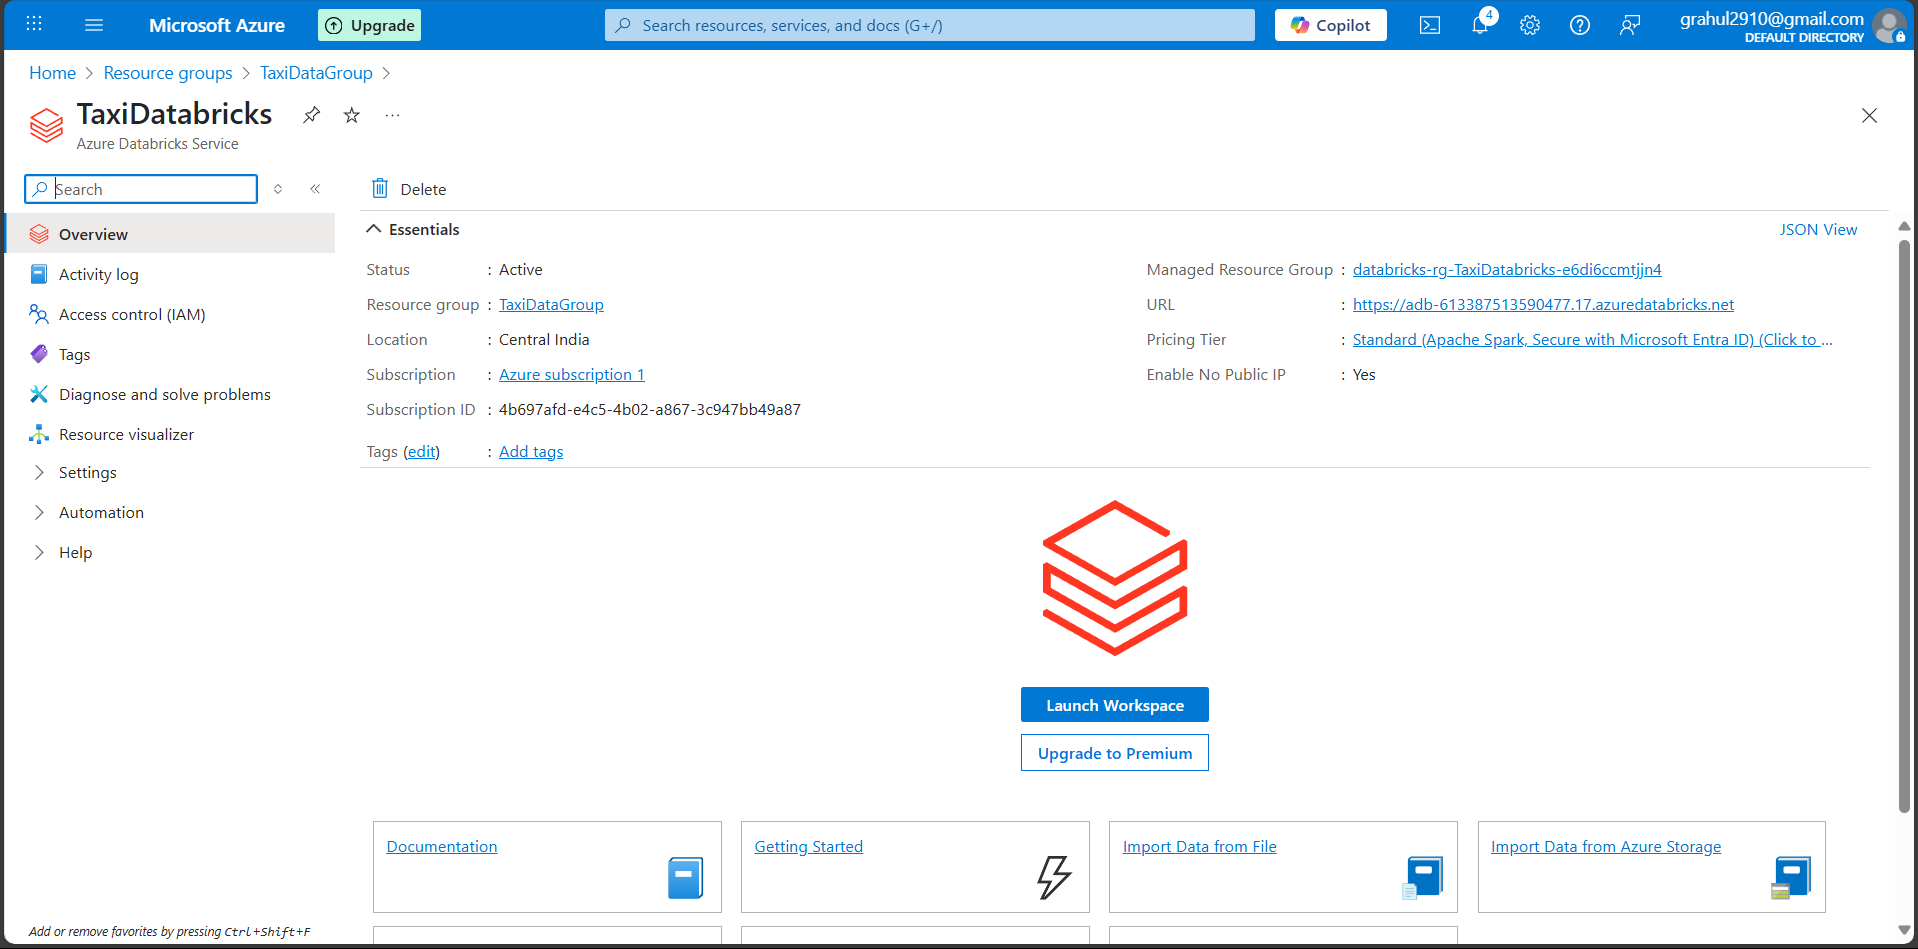 Microsoft Azure
Upgrade
Search resources, services, and docs (G+/)
Copilot
4
grahul2910@gmail.com
DEFAULT DIRECTORY
Home > Resource groups > TaxiDataGroup >
TaxiDatabricks
...
Azure Databricks Service
Search
Delete
Overview
Activity log
Access control (IAM)
Tags
Diagnose and solve problems
Resource visualizer
Settings
Automation
Help
Essentials
JSON View
Status : Active
Resource group : TaxiDataGroup
Location : Central India
Subscription : Azure subscription 1
Subscription ID : 4b697afd-e4c5-4b02-a867-3c947bb49a87
Tags (edit) : Add tags
Managed Resource Group : databricks-rg-TaxiDatabricks-e6di6ccmtjjn4
URL : https://adb-613387513590477.17.azuredatabricks.net
Pricing Tier : Standard (Apache Spark, Secure with Microsoft Entra ID) (Click to ...
Enable No Public IP : Yes
Launch Workspace
Upgrade to Premium
Documentation
Getting Started
Import Data from File
Import Data from Azure Storage
Add or remove favorites by pressing Ctrl+Shift+F